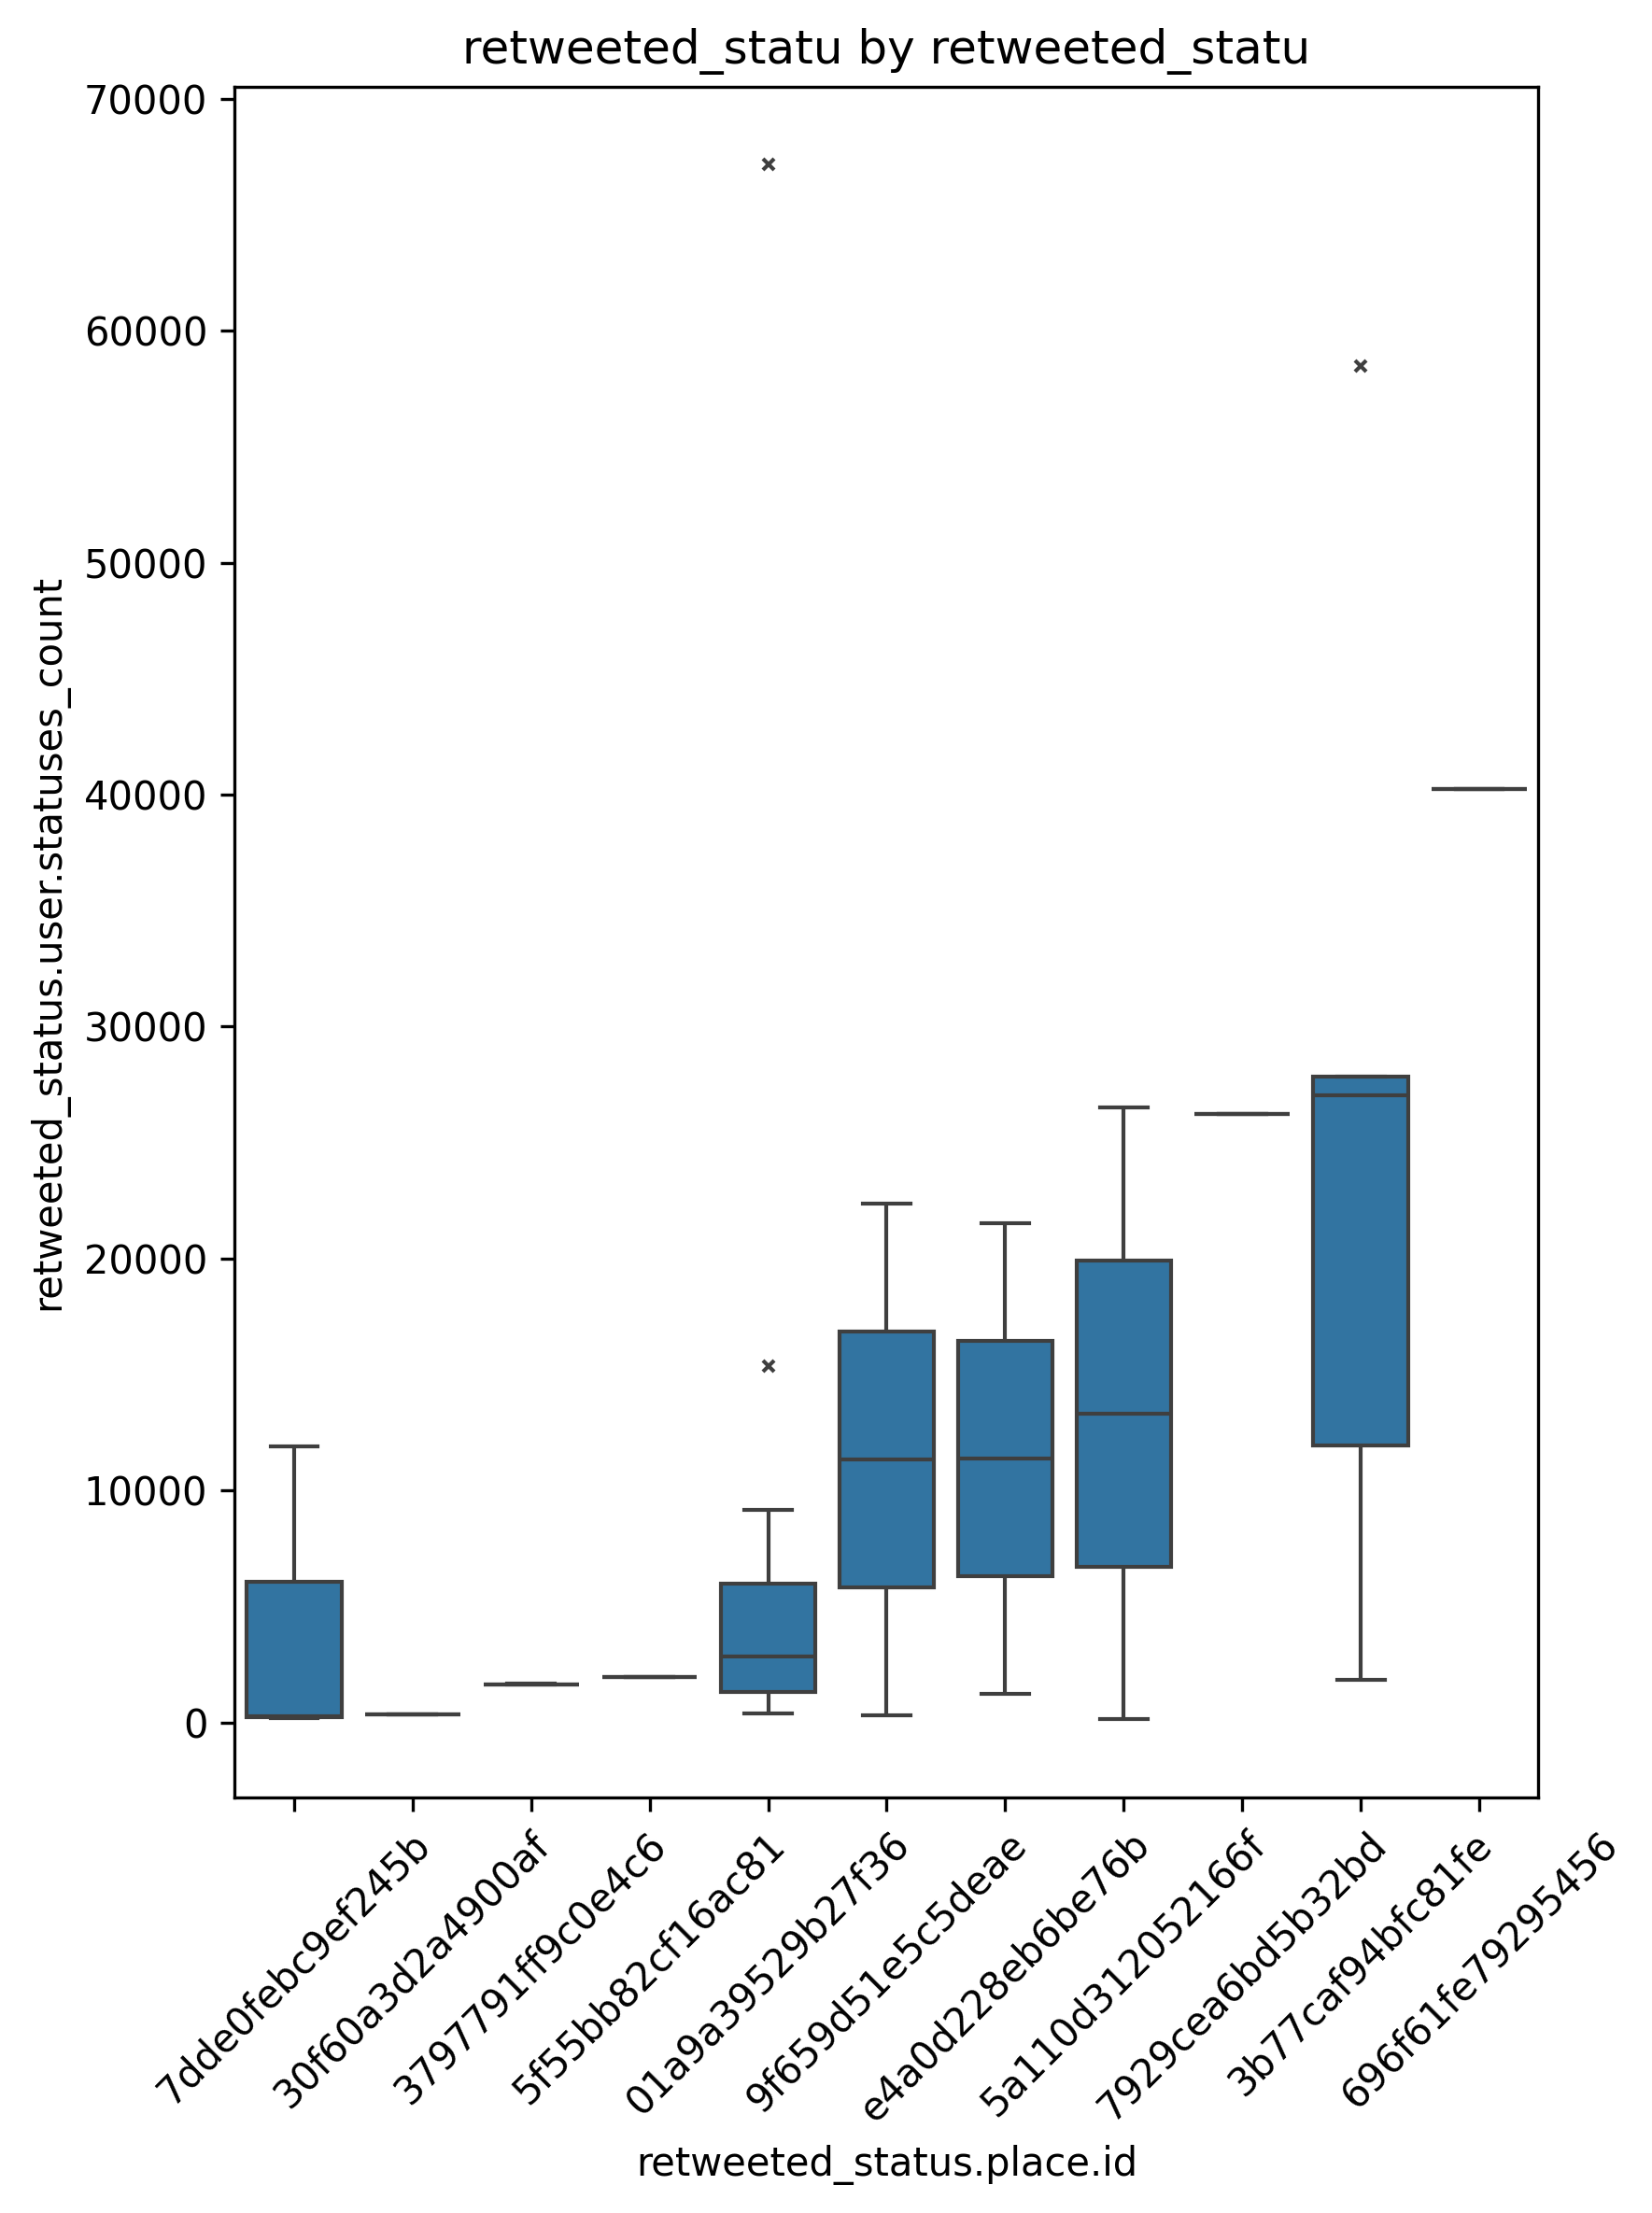 retweeted_statu by retweeted_statu
70000
60000
50000
40000
30000
20000
10000
0
retweeted_status.user.statuses_count
7dde0febc9ef245b
30f60a3d2a4900af
3797791ff9c0e4c6
5f55bb82cf16ac81
01a9a39529b27f36
9f659d51e5c5deae
e4a0d228eb6be76b
5a110d312052166f
7929cea6bd5b32bd
3b77caf94bfc81fe
696f61fe79295456
retweeted_status.place.id